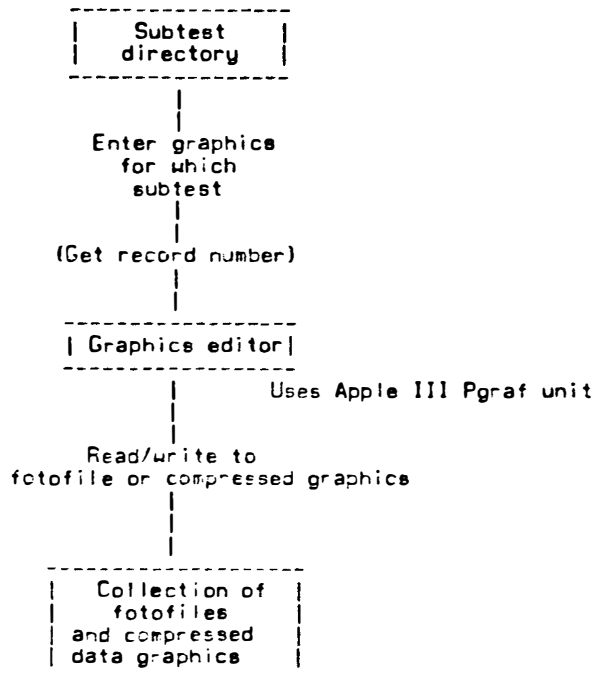 Subtest
directory
Enter graphics
for which
subtest
(Get record number)
Graphics editor
Uses Apple III Pgraf unit
Read/write to
fotofile or compressed graphics
Collection of
fotofiles
and compressed
data graphics